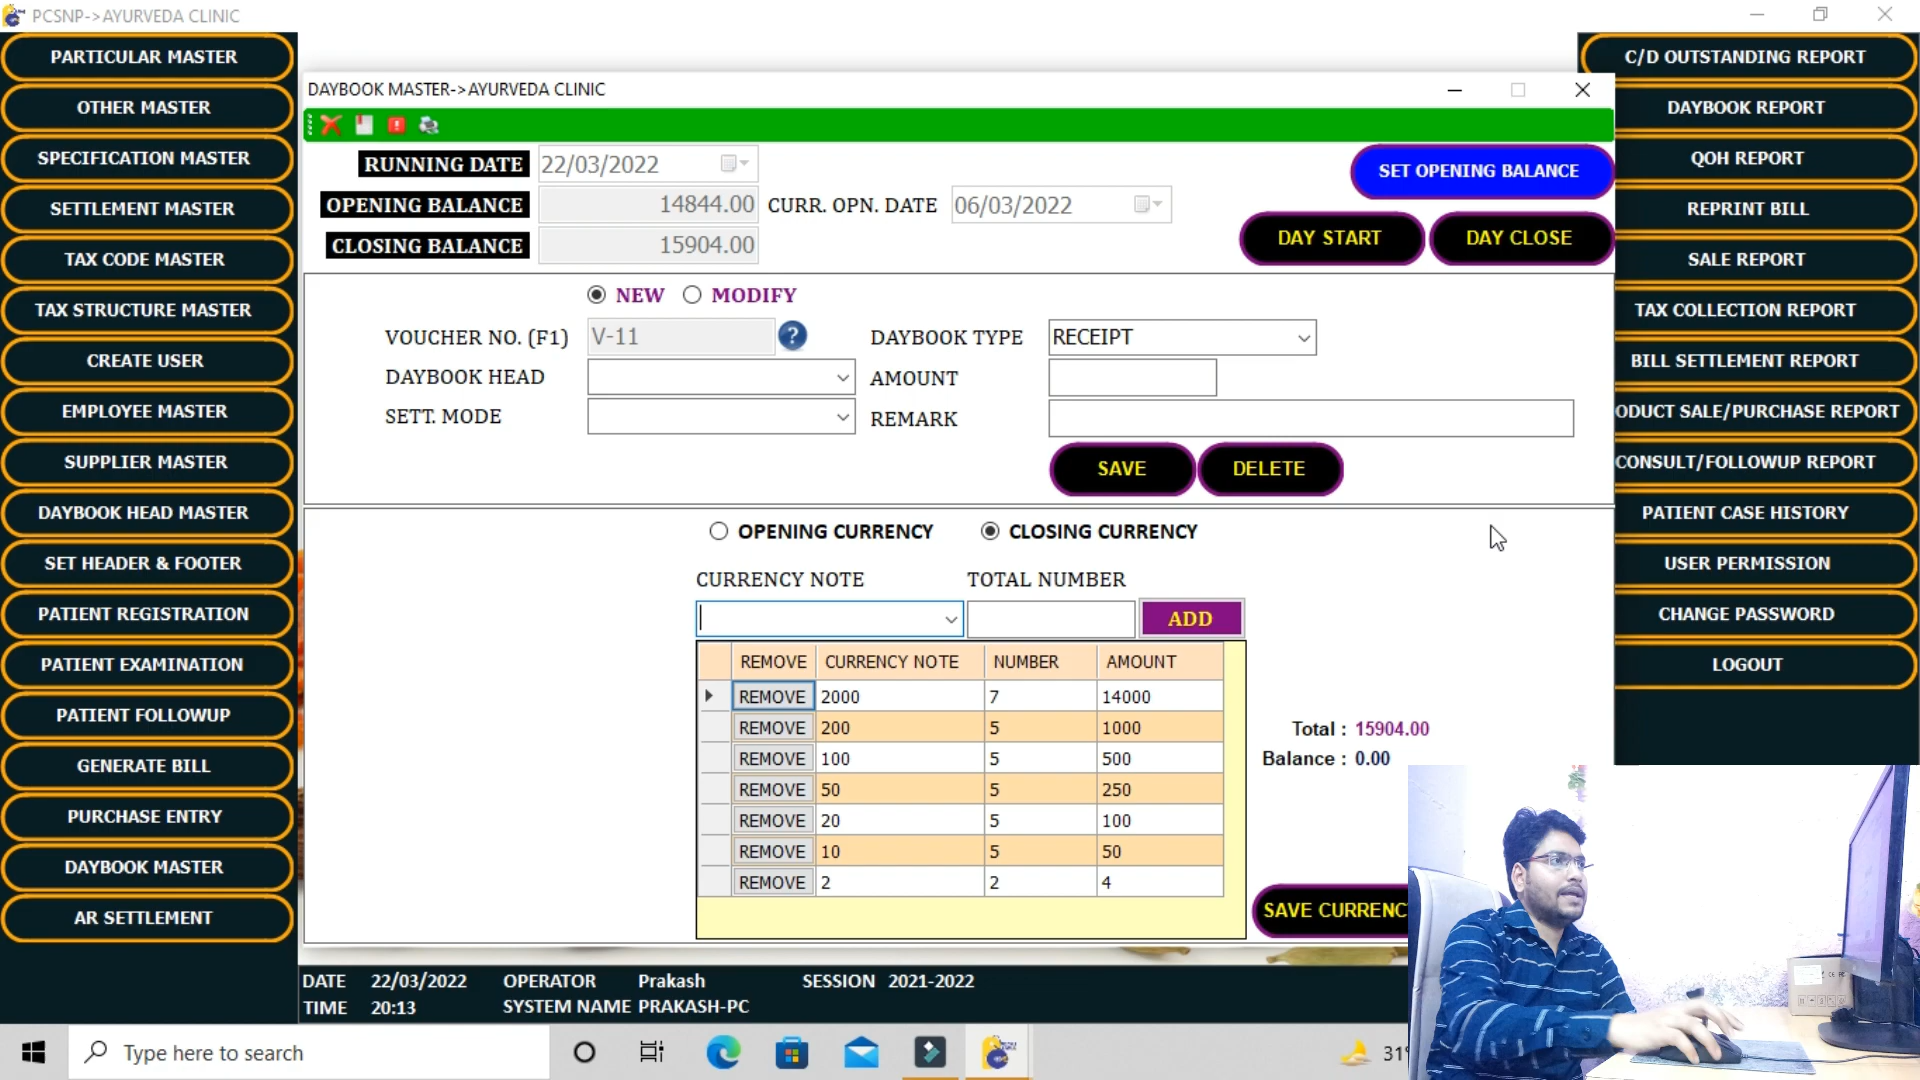 PCSNP->AYURVEDA CLINIC
PARTICULAR MASTER
OTHER MASTER
SPECIFICATION MASTER
SETTLEMENT MASTER
TAX CODE MASTER
TAX STRUCTURE MASTER
CREATE USER
EMPLOYEE MASTER
SUPPLIER MASTER
DAYBOOK HEAD MASTER
SET HEADER & FOOTER
PATIENT REGISTRATION
PATIENT EXAMINATION
PATIENT FOLLOWUP
GENERATE BILL
PURCHASE ENTRY
DAYBOOK MASTER
AR SETTLEMENT
DAYBOOK MASTER->AYURVEDA CLINIC
RUNNING DATE 22/03/2022
SET OPENING BALANCE
OPENING BALANCE 14844.00 CURR. OPN. DATE 06/03/2022
CLOSING BALANCE 15904.00
DAY START DAY CLOSE
NEW MODIFY
VOUCHER NO. (F1) V-11 ? DAYBOOK TYPE RECEIPT
DAYBOOK HEAD AMOUNT
SETT. MODE REMARK
SAVE DELETE
OPENING CURRENCY CLOSING CURRENCY
CURRENCY NOTE TOTAL NUMBER
ADD
REMOVE CURRENCY NOTE NUMBER AMOUNT
REMOVE 2000 7 14000
REMOVE 200 5 1000
REMOVE 100 5 500
REMOVE 50 5 250
REMOVE 20 5 100
REMOVE 10 5 50
REMOVE 2 2 4
Total : 15904.00
Balance : 0.00
SAVE CURRENC
C/D OUTSTANDING REPORT
DAYBOOK REPORT
QOH REPORT
REPRINT BILL
SALE REPORT
TAX COLLECTION REPORT
BILL SETTLEMENT REPORT
ODUCT SALE/PURCHASE REPORT
CONSULT/FOLLOWUP REPORT
PATIENT CASE HISTORY
USER PERMISSION
CHANGE PASSWORD
LOGOUT
DATE 22/03/2022 OPERATOR Prakash SESSION 2021-2022
TIME 20:13 SYSTEM NAME PRAKASH-PC
Type here to search
31°